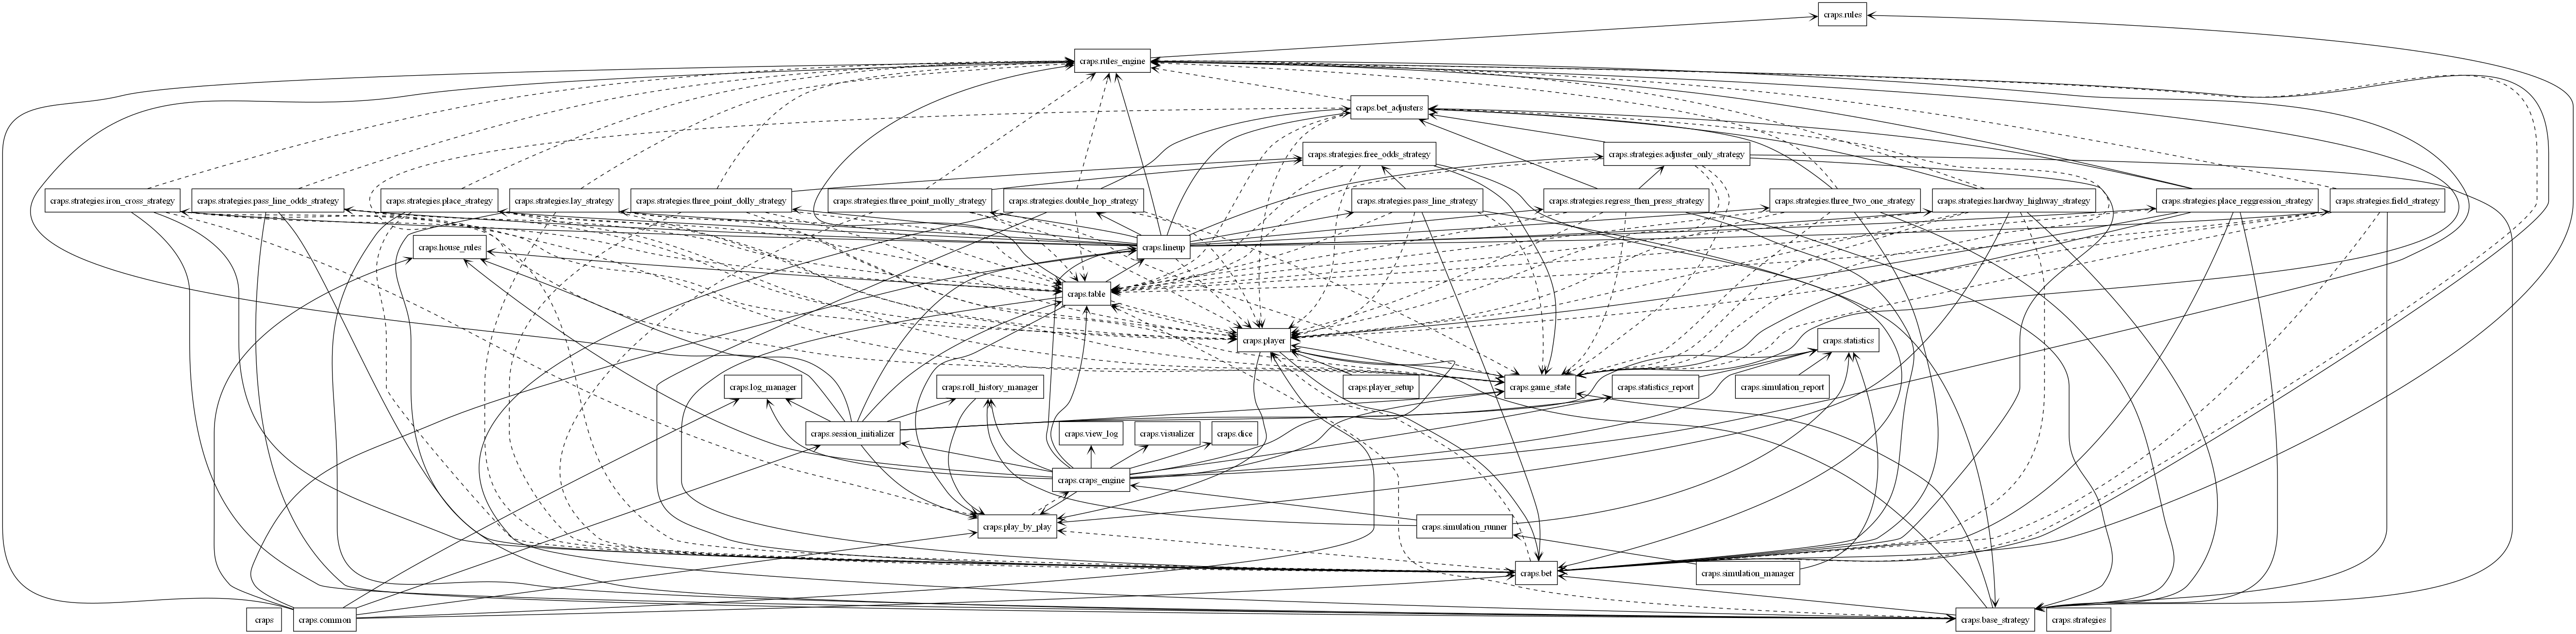 craps.rules
craps.rules_engine
craps.bet_adjusters
craps.strategies.free_odds_strategy
craps.strategies.adjuster_only_strategy
craps.strategies.iron_cross_strategy
craps.strategies.pass_line_odds_strategy
craps.strategies.place_strategy
craps.strategies.lay_strategy
craps.strategies.three_point_dolly_strategy
craps.strategies.three_point_molly_strategy
craps.strategies.double_hop_strategy
craps.strategies.pass_line_strategy
craps.strategies.regress_then_press_strategy
craps.strategies.three_two_one_strategy
craps.strategies.hardway_highway_strategy
craps.strategies.place_reggression_strategy
craps.strategies.field_strategy
craps.house_rules
craps.lineup
craps.table
craps.player
craps.statistics
craps.log_manager
craps.roll_history_manager
craps.player_setup
craps.game_state
craps.statistics_report
craps.simulation_report
craps.session_initializer
craps.view_log
craps.visualizer
craps.dice
craps.craps_engine
craps.play_by_play
craps.simulation_runner
craps.bet
craps.simulation_manager
craps
craps.common
craps.base_strategy
craps.strategies